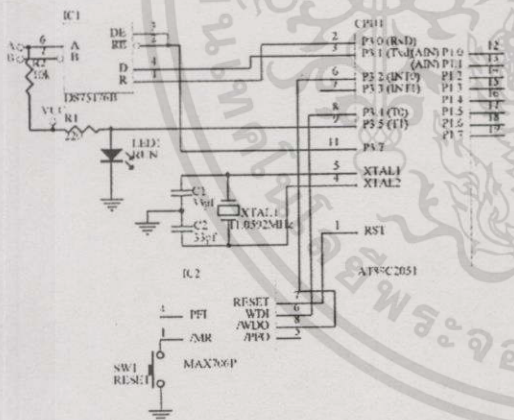 IC1
A
B
6
7
A
B
DE
RE
D
R
3
2
4
1
DS75176B
R2
10k
VCC
R1
LED1
RUN
C1
33pf
C2
33pf
XTAL1
11.0592MHz
CPU1
2
3
6
7
8
9
11
5
4
1
P3.0 (RxD)
P3.1 (TxD)
P3.2 (INT0)
P3.3 (INT1)
P3.4 (T0)
P3.5 (T1)
P3.7
XTAL1
XTAL2
RST
(AIN) P1.0
(AIN) P1.1
P1.2
P1.3
P1.4
P1.5
P1.6
P1.7
12
13
14
15
16
17
18
19
AT89C2051
IC2
4
PFI
1
/MR
RESET
WDI
/WDO
/PFO
7
6
8
5
MAX706P
SW1
RESET